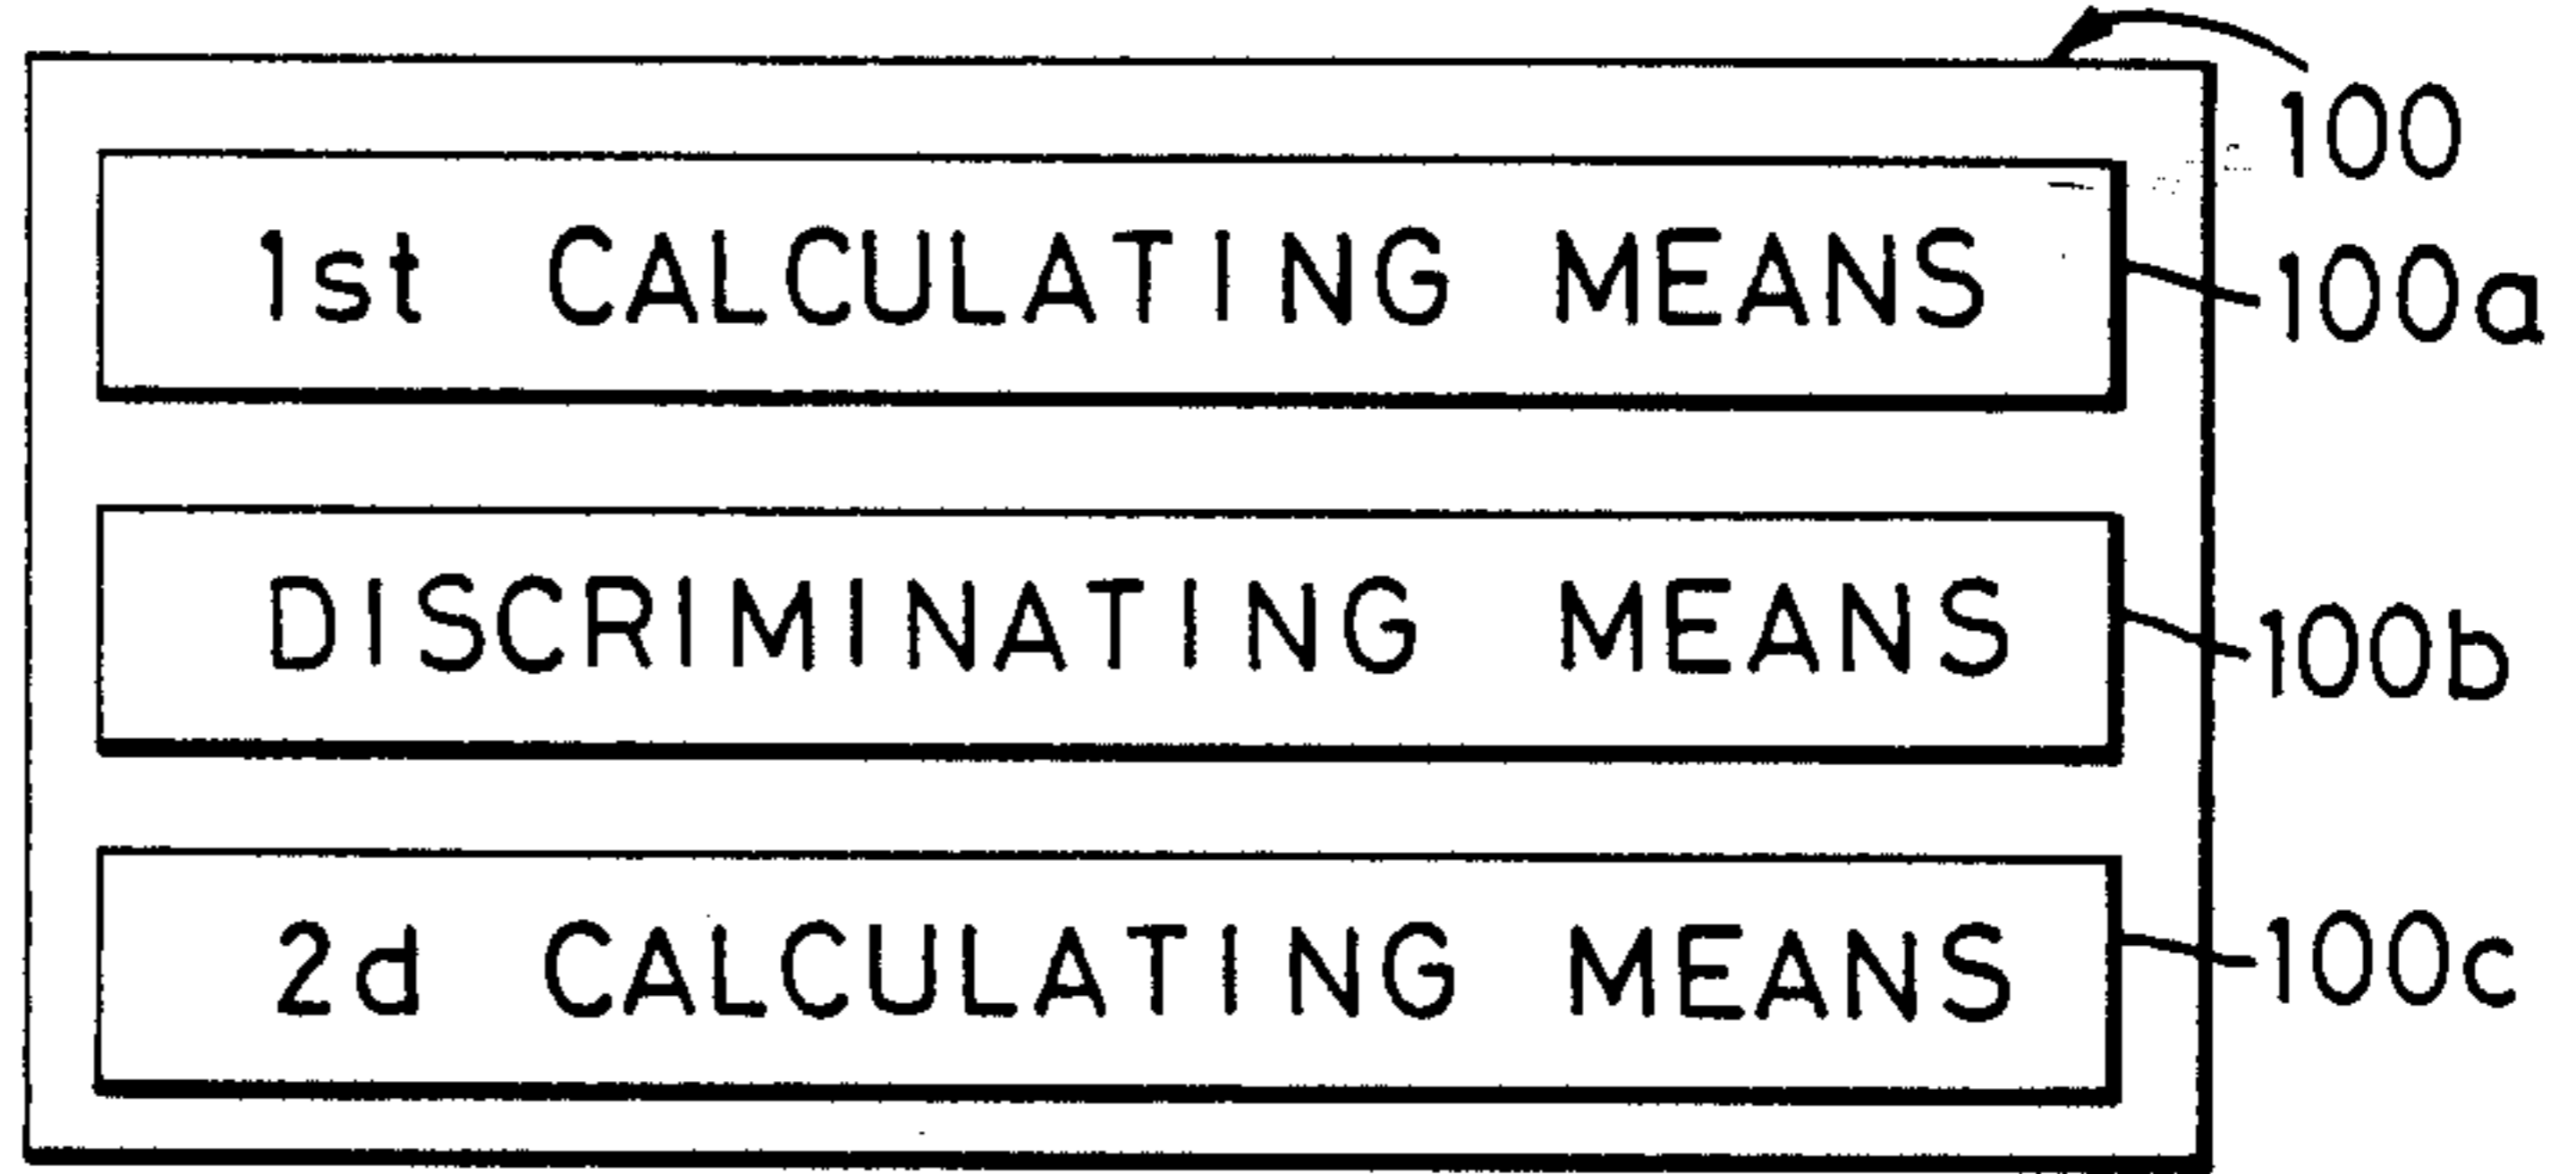 100
1st CALCULATING MEANS 100a
DISCRIMINATING MEANS 100b
2d CALCULATING MEANS 100c